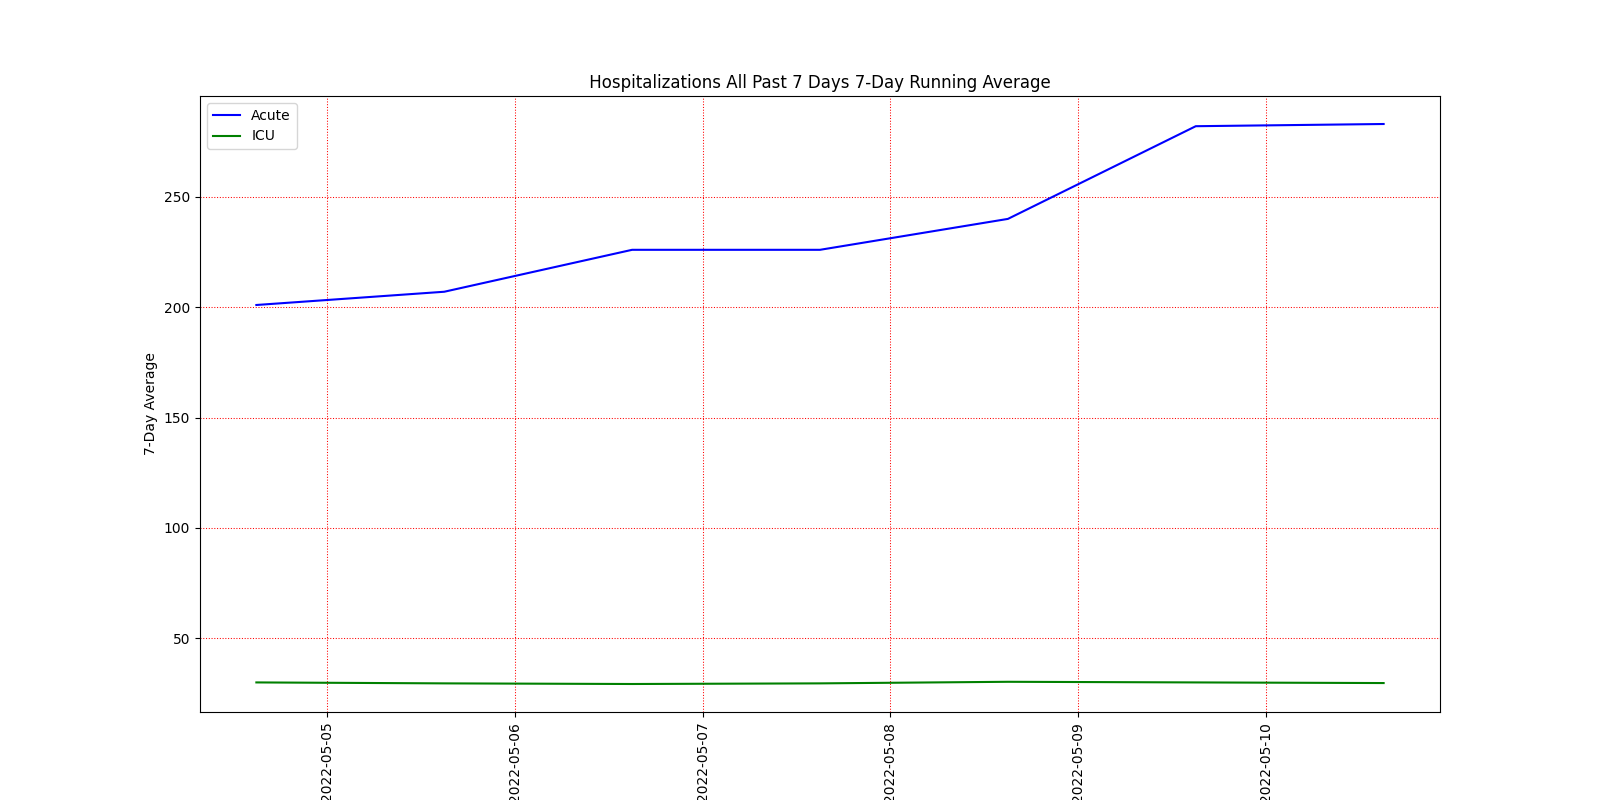 Hospitalizations All Past 7 Days 7-Day Running Average
Acute
ICU
7-Day Average
250
200
150
100
50
2022-05-05
2022-05-06
2022-05-07
2022-05-08
2022-05-09
2022-05-10